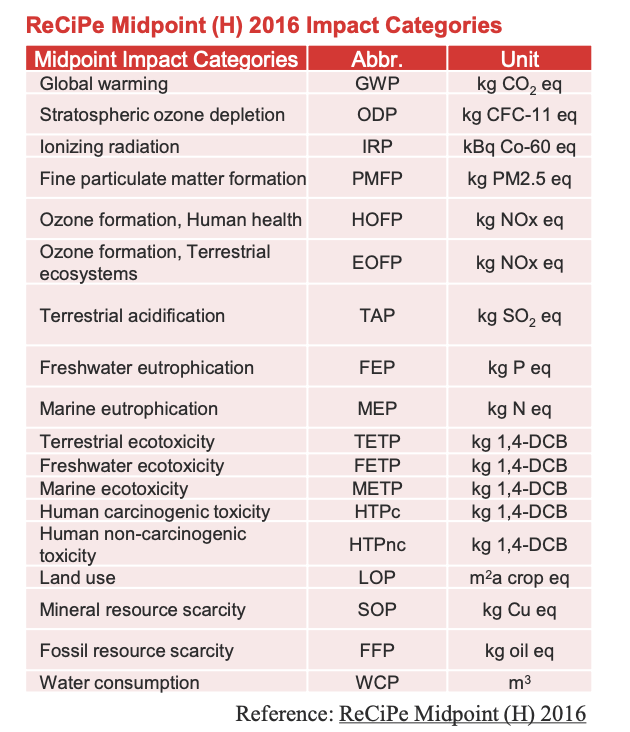 ReCiPe Midpoint (H) 2016 Impact Categories
Midpoint Impact Categories Abbr. Unit
Global warming GWP kg CO₂ eq
Stratospheric ozone depletion ODP kg CFC-11 eq
Ionizing radiation IRP kBq Co-60 eq
Fine particulate matter formation PMFP kg PM2.5 eq
Ozone formation, Human health HOFP kg NOx eq
Ozone formation, Terrestrial
ecosystems EOFP kg NOx eq
Terrestrial acidification TAP kg SO₂ eq
Freshwater eutrophication FEP kg P eq
Marine eutrophication MEP kg N eq
Terrestrial ecotoxicity TETP kg 1,4-DCB
Freshwater ecotoxicity FETP kg 1,4-DCB
Marine ecotoxicity METP kg 1,4-DCB
Human carcinogenic toxicity HTPc kg 1,4-DCB
Human non-carcinogenic
toxicity HTPnc kg 1,4-DCB
Land use LOP m²a crop eq
Mineral resource scarcity SOP kg Cu eq
Fossil resource scarcity FFP kg oil eq
Water consumption WCP m³
Reference: ReCiPe Midpoint (H) 2016